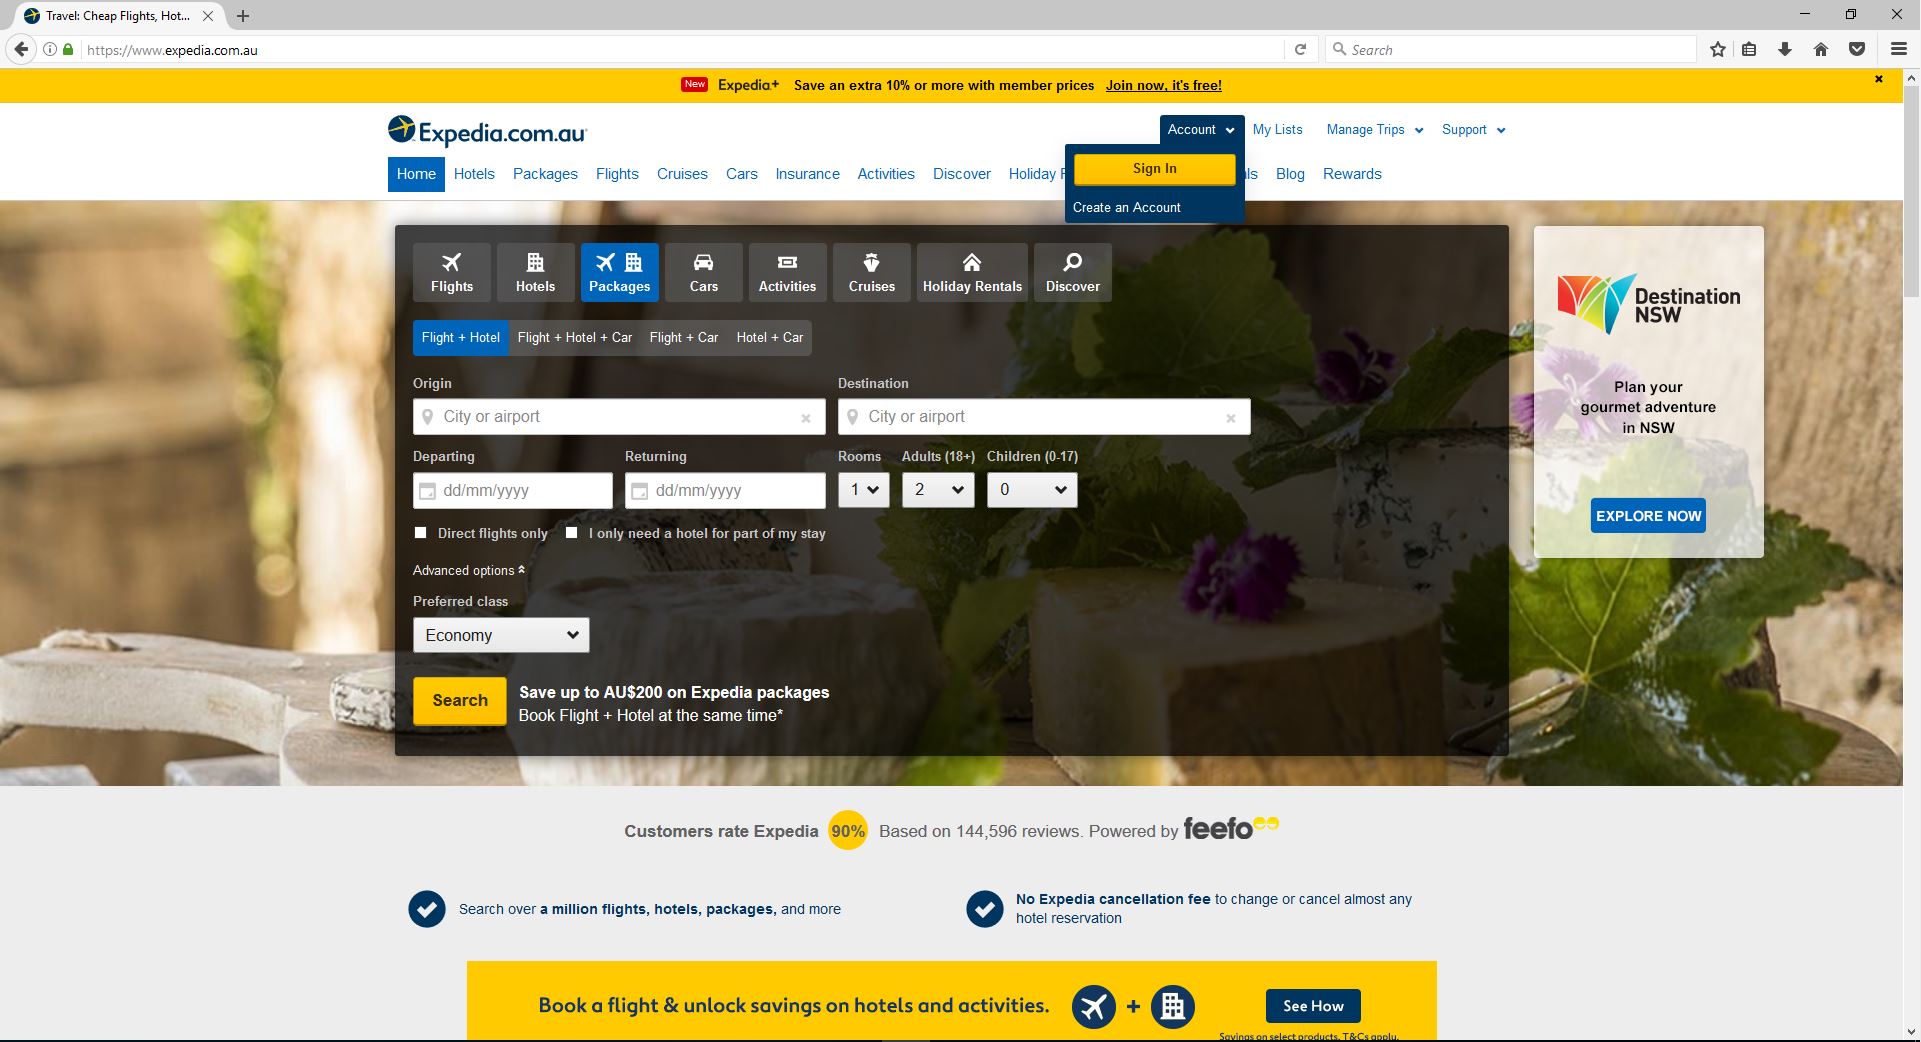 Travel: Cheap Flights, Hot...
https://www.expedia.com.au
Search
New Expedia+ Save an extra 10% or more with member prices Join now, it's free!
Expedia.com.au
Account My Lists Manage Trips Support
Home Hotels Packages Flights Cruises Cars Insurance Activities Discover Holiday Blog Rewards
Sign In
Create an Account
Flights Hotels Packages Cars Activities Cruises Holiday Rentals Discover
Flight + Hotel Flight + Hotel + Car Flight + Car Hotel + Car
Origin Destination
City or airport City or airport
Departing Returning Rooms Adults (18+) Children (0-17)
dd/mm/yyyy dd/mm/yyyy 1 2 0
Direct flights only I only need a hotel for part of my stay
Advanced options
Preferred class
Economy
Search
Save up to AU$200 on Expedia packages
Book Flight + Hotel at the same time*
Destination
NSW
Plan your
gourmet adventure
in NSW
EXPLORE NOW
Customers rate Expedia 90% Based on 144,596 reviews. Powered by feefo
Search over a million flights, hotels, packages, and more
No Expedia cancellation fee to change or cancel almost any
hotel reservation
Book a flight & unlock savings on hotels and activities. + See How
Savings on select products. T&Cs apply.